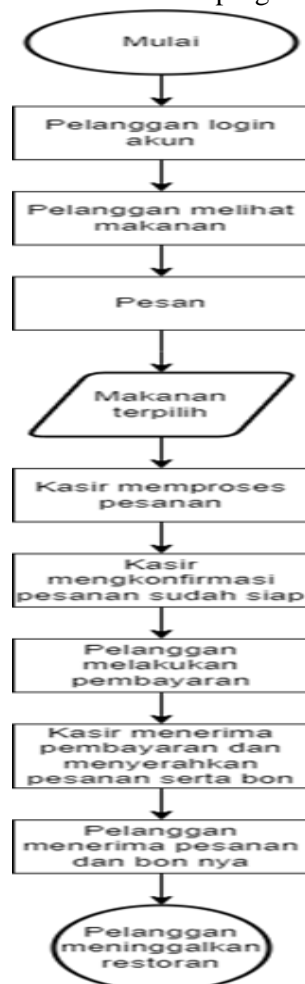 Mulai
Pelanggan login
akun
Pelanggan melihat
makanan
Pesan
Makanan
terpilih
Kasir memproses
pesanan
Kasir
mengkonfirmasi
pesanan sudah siap
Pelanggan
melakukan
pembayaran
Kasir menerima
pembayaran dan
menyerahkan
pesanan serta bon
Pelanggan
menerima pesanan
dan bon nya
Pelanggan
meninggalkan
restoran